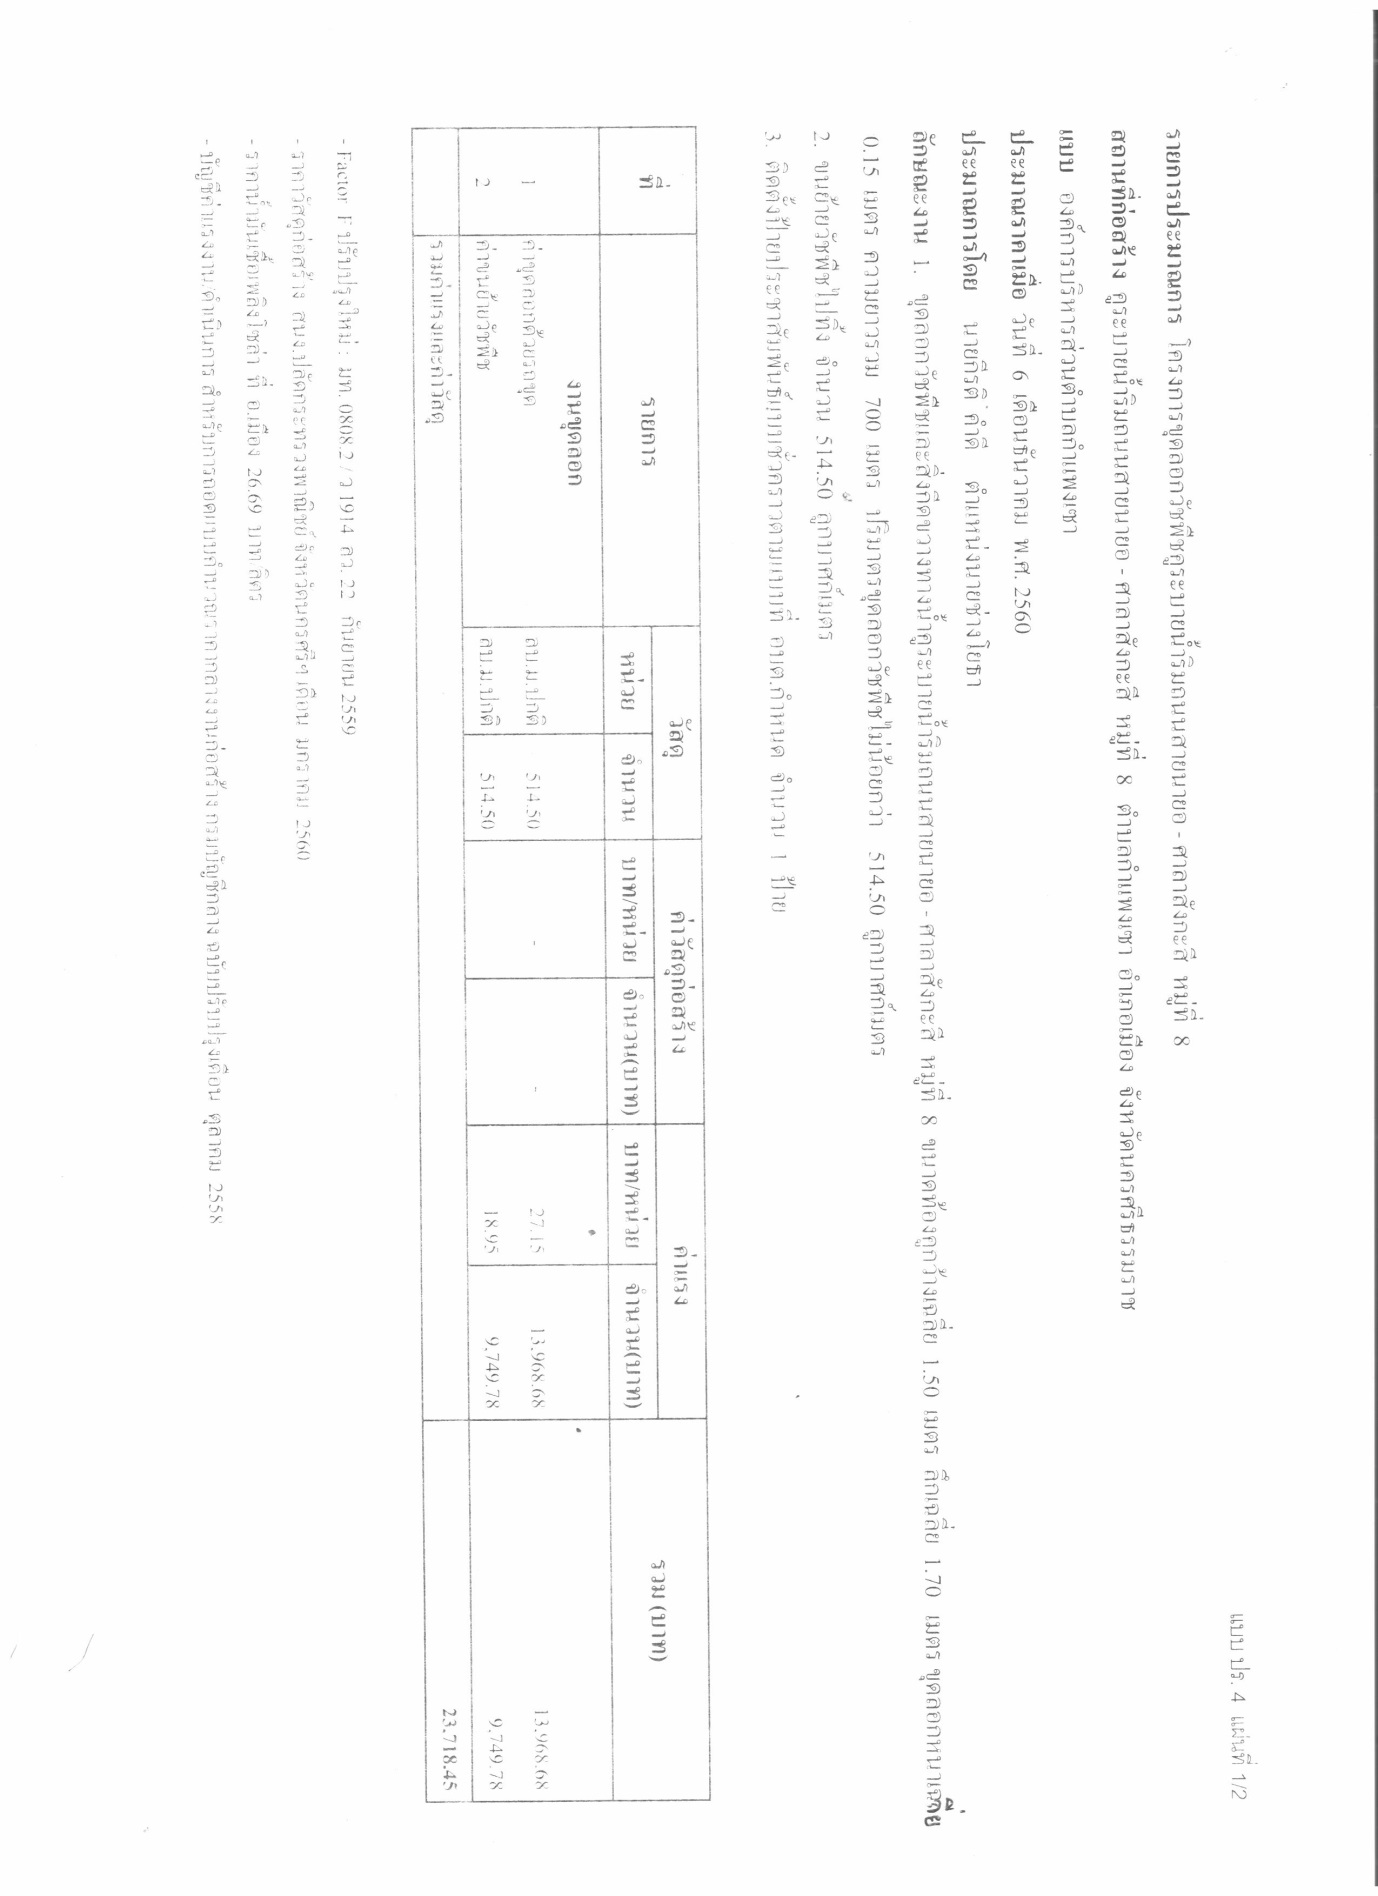 แบบ ปร. 4 แผ่นที่ 1/2
รายการประมาณการ โครงการขุดลอกวัชพืชคูระบายน้ำริมถนนสายนายอ - ศาลาสังกะสี หมู่ที่ 8
สถานที่ก่อสร้าง คูระบายน้ำริมถนนสายนายอ - ศาลาสังกะสี หมู่ที่ 8 ตำบลกำแพงเซา อำเภอเมือง จังหวัดนครศรีธรรมราช
แบบ องค์การบริหารส่วนตำบลกำแพงเซา
ประมาณราคาเมื่อ วันที่ 6 เดือนธันวาคม พ.ศ. 2560
ประมาณการโดย นายกีรติ ดำดี ตำแหน่งนายช่างโยธา
ลักษณะงาน 1. ขุดลอกวัชพืชและสิ่งกีดขวางทางน้ำคูระบายน้ำริมถนนสายนายอ - ศาลาสังกะสี หมู่ที่ 8 ขนาดท้องคูกว้างเฉลี่ย 1.50 เมตร ลึกเฉลี่ย 1.70 เมตร ขุดลอกหนาเฉลี่ย
0.15 เมตร ความยาวรวม 700 เมตร ปริมาตรขุดลอกวัชพืชไม่น้อยกว่า 514.50 ลูกบาศก์เมตร
2. ขนย้ายวัชพืชไปทิ้ง จำนวน 514.50 ลูกบาศก์เมตร
3. ติดตั้งป้ายประชาสัมพันธ์แบบชั่วคราวตามแบบที่ อบต.กำหนด จำนวน 1 ป้าย
ที่ รายการ วัสดุ ค่าวัสดุก่อสร้าง ค่าแรง รวม (บาท)
หน่วย จำนวน บาท/หน่วย จำนวน(บาท) บาท/หน่วย จำนวน(บาท)
งานขุดลอก
1 ค่าขุดลอกด้วยรถขุด ลบ.ม.ปกติ 514.50 - - 27.15 13,968.68 13,968.68
2 ค่าขนย้ายวัชพืช ลบ.ม.ปกติ 514.50 18.95 9,749.78 9,749.78
รวมค่าแรงและค่าวัสดุ 23,718.45
- Factor F ปรับปรุงใหม่ : มท. 0808.2 / ว 1914 ลว. 22 กันยายน 2559
- ราคาวัสดุก่อสร้าง สนง.ปลัดกระทรวงพาณิชย์ จังหวัดนครศรีฯ เดือน มกราคม 2560
- ราคาน้ำมันเชื้อเพลิงโซล่า ที่ อ.เมือง 26.69 บาท/ลิตร
- บัญชีค่าแรงงาน/ดำเนินการ สำหรับการถอดแบบคำนวณราคากลางงานก่อสร้าง กรมบัญชีกลาง ฉบับปรับปรุงเดือน ตุลาคม 2558